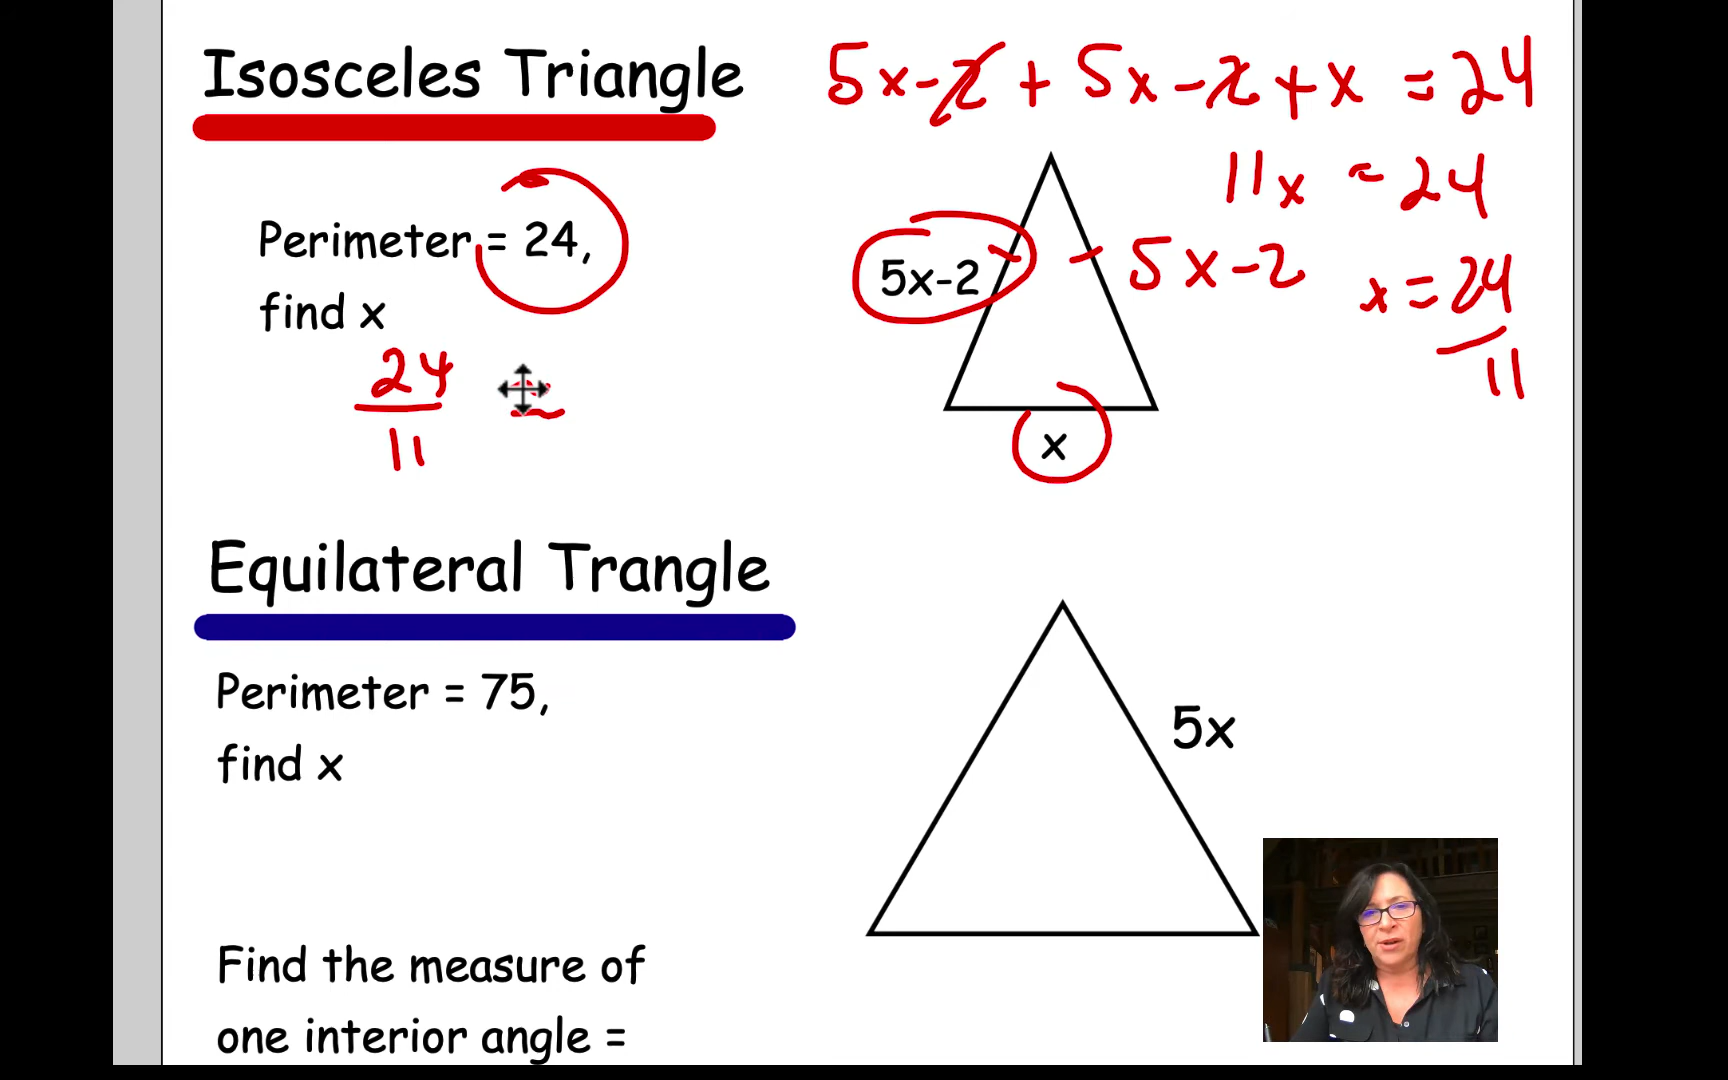 Isosceles Triangle
5x-2 + 5x-2+x = 24
11x = 24
Perimeter = 24,
5x-2
5x-2
x = 24
11
find x
24
11
x
Equilateral Trangle
Perimeter = 75,
5x
find x
Find the measure of
one interior angle =